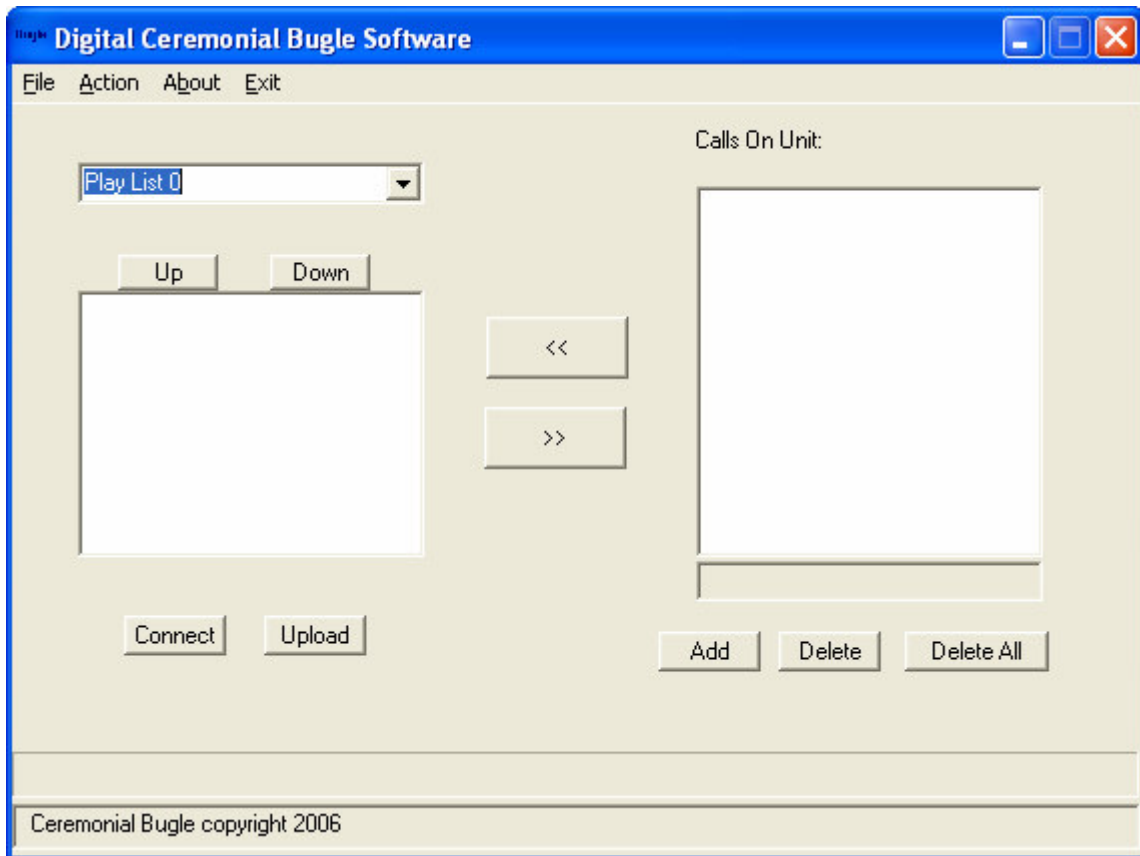 Bugle Digital Ceremonial Bugle Software
File Action About Exit
Calls On Unit:
Play List 0
Up Down
<<
>>
Connect Upload
Add Delete Delete All
Ceremonial Bugle copyright 2006